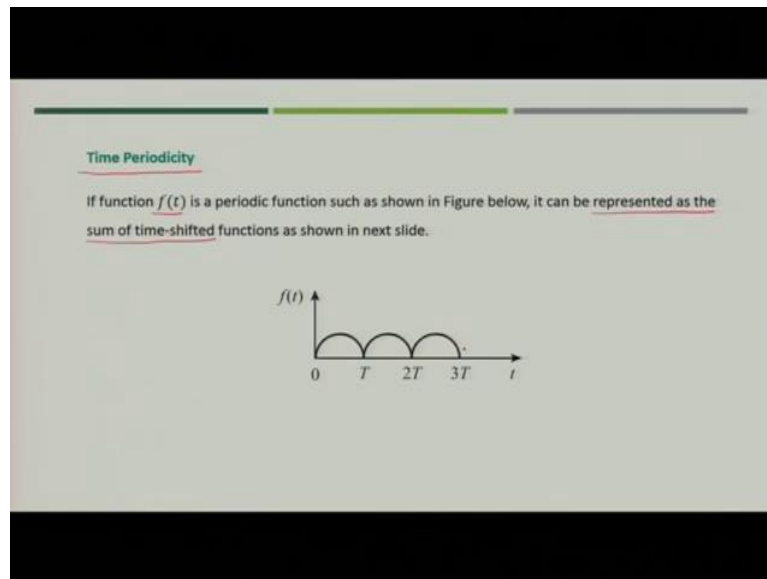 Time Periodicity
If function f(t) is a periodic function such as shown in Figure below, it can be represented as the
sum of time-shifted functions as shown in next slide.
f(t)
0 T 2T 3T t